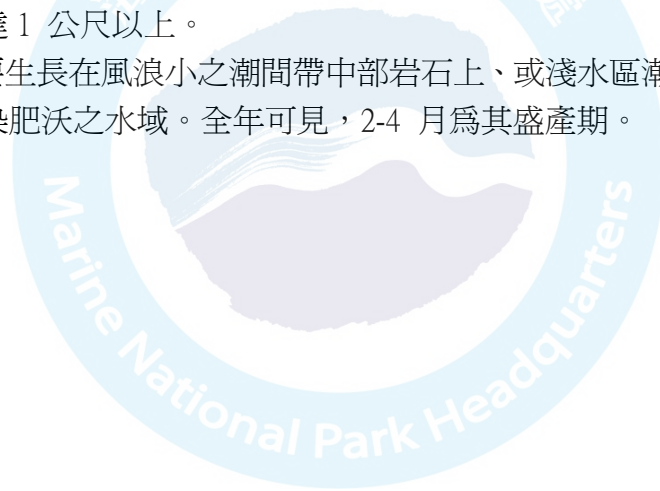 達 1 公尺以上。
生長在風浪小之潮間帶中部岩石上、或淺水區潮
肥沃之水域。全年可見，2-4 月為其盛產期。
Marine National Park Headquarters